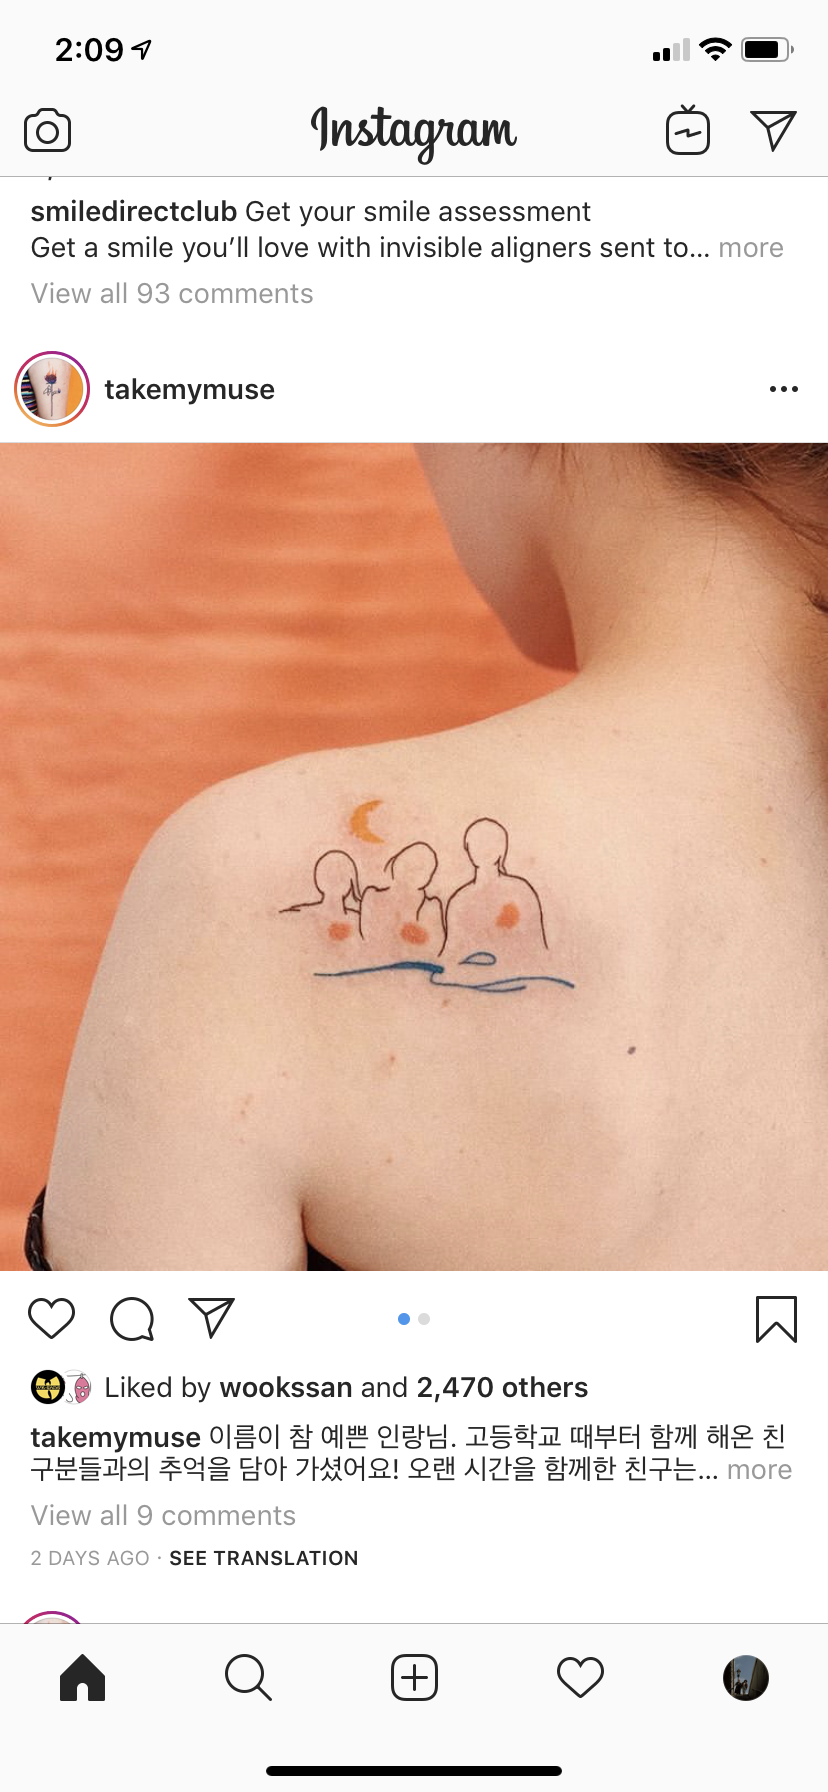 2:09
Instagram
smiledirectclub Get your smile assessment
Get a smile you’ll love with invisible aligners sent to... more
View all 93 comments
takemymuse
Liked by wookssan and 2,470 others
takemymuse 이름이 참 예쁜 인랑님. 고등학교 때부터 함께 해온 친
구분들과의 추억을 담아 가셨어요! 오랜 시간을 함께한 친구는... more
View all 9 comments
2 DAYS AGO · SEE TRANSLATION